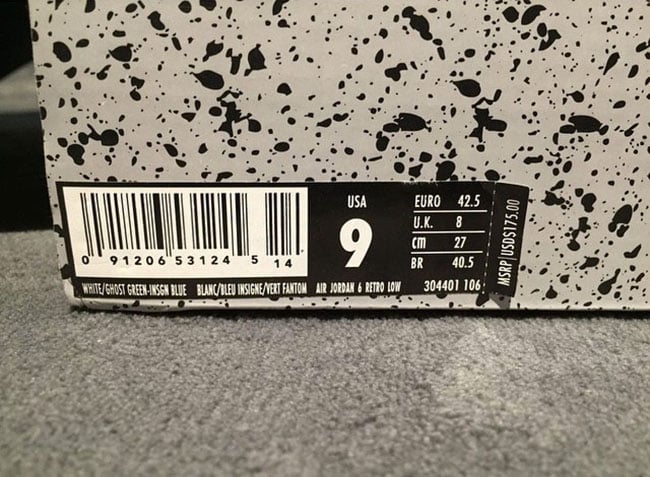 0 91206 53124 5 14
USA
9
EURO 42.5
U.K. 8
cm 27
BR 40.5
MSRP|USD$175.00
WHITE/GHOST GREEN-INSGN BLUE BLANC/BLEU INSIGNE/VERT FANTOM AIR JORDAN 6 RETRO LOW 304401 106